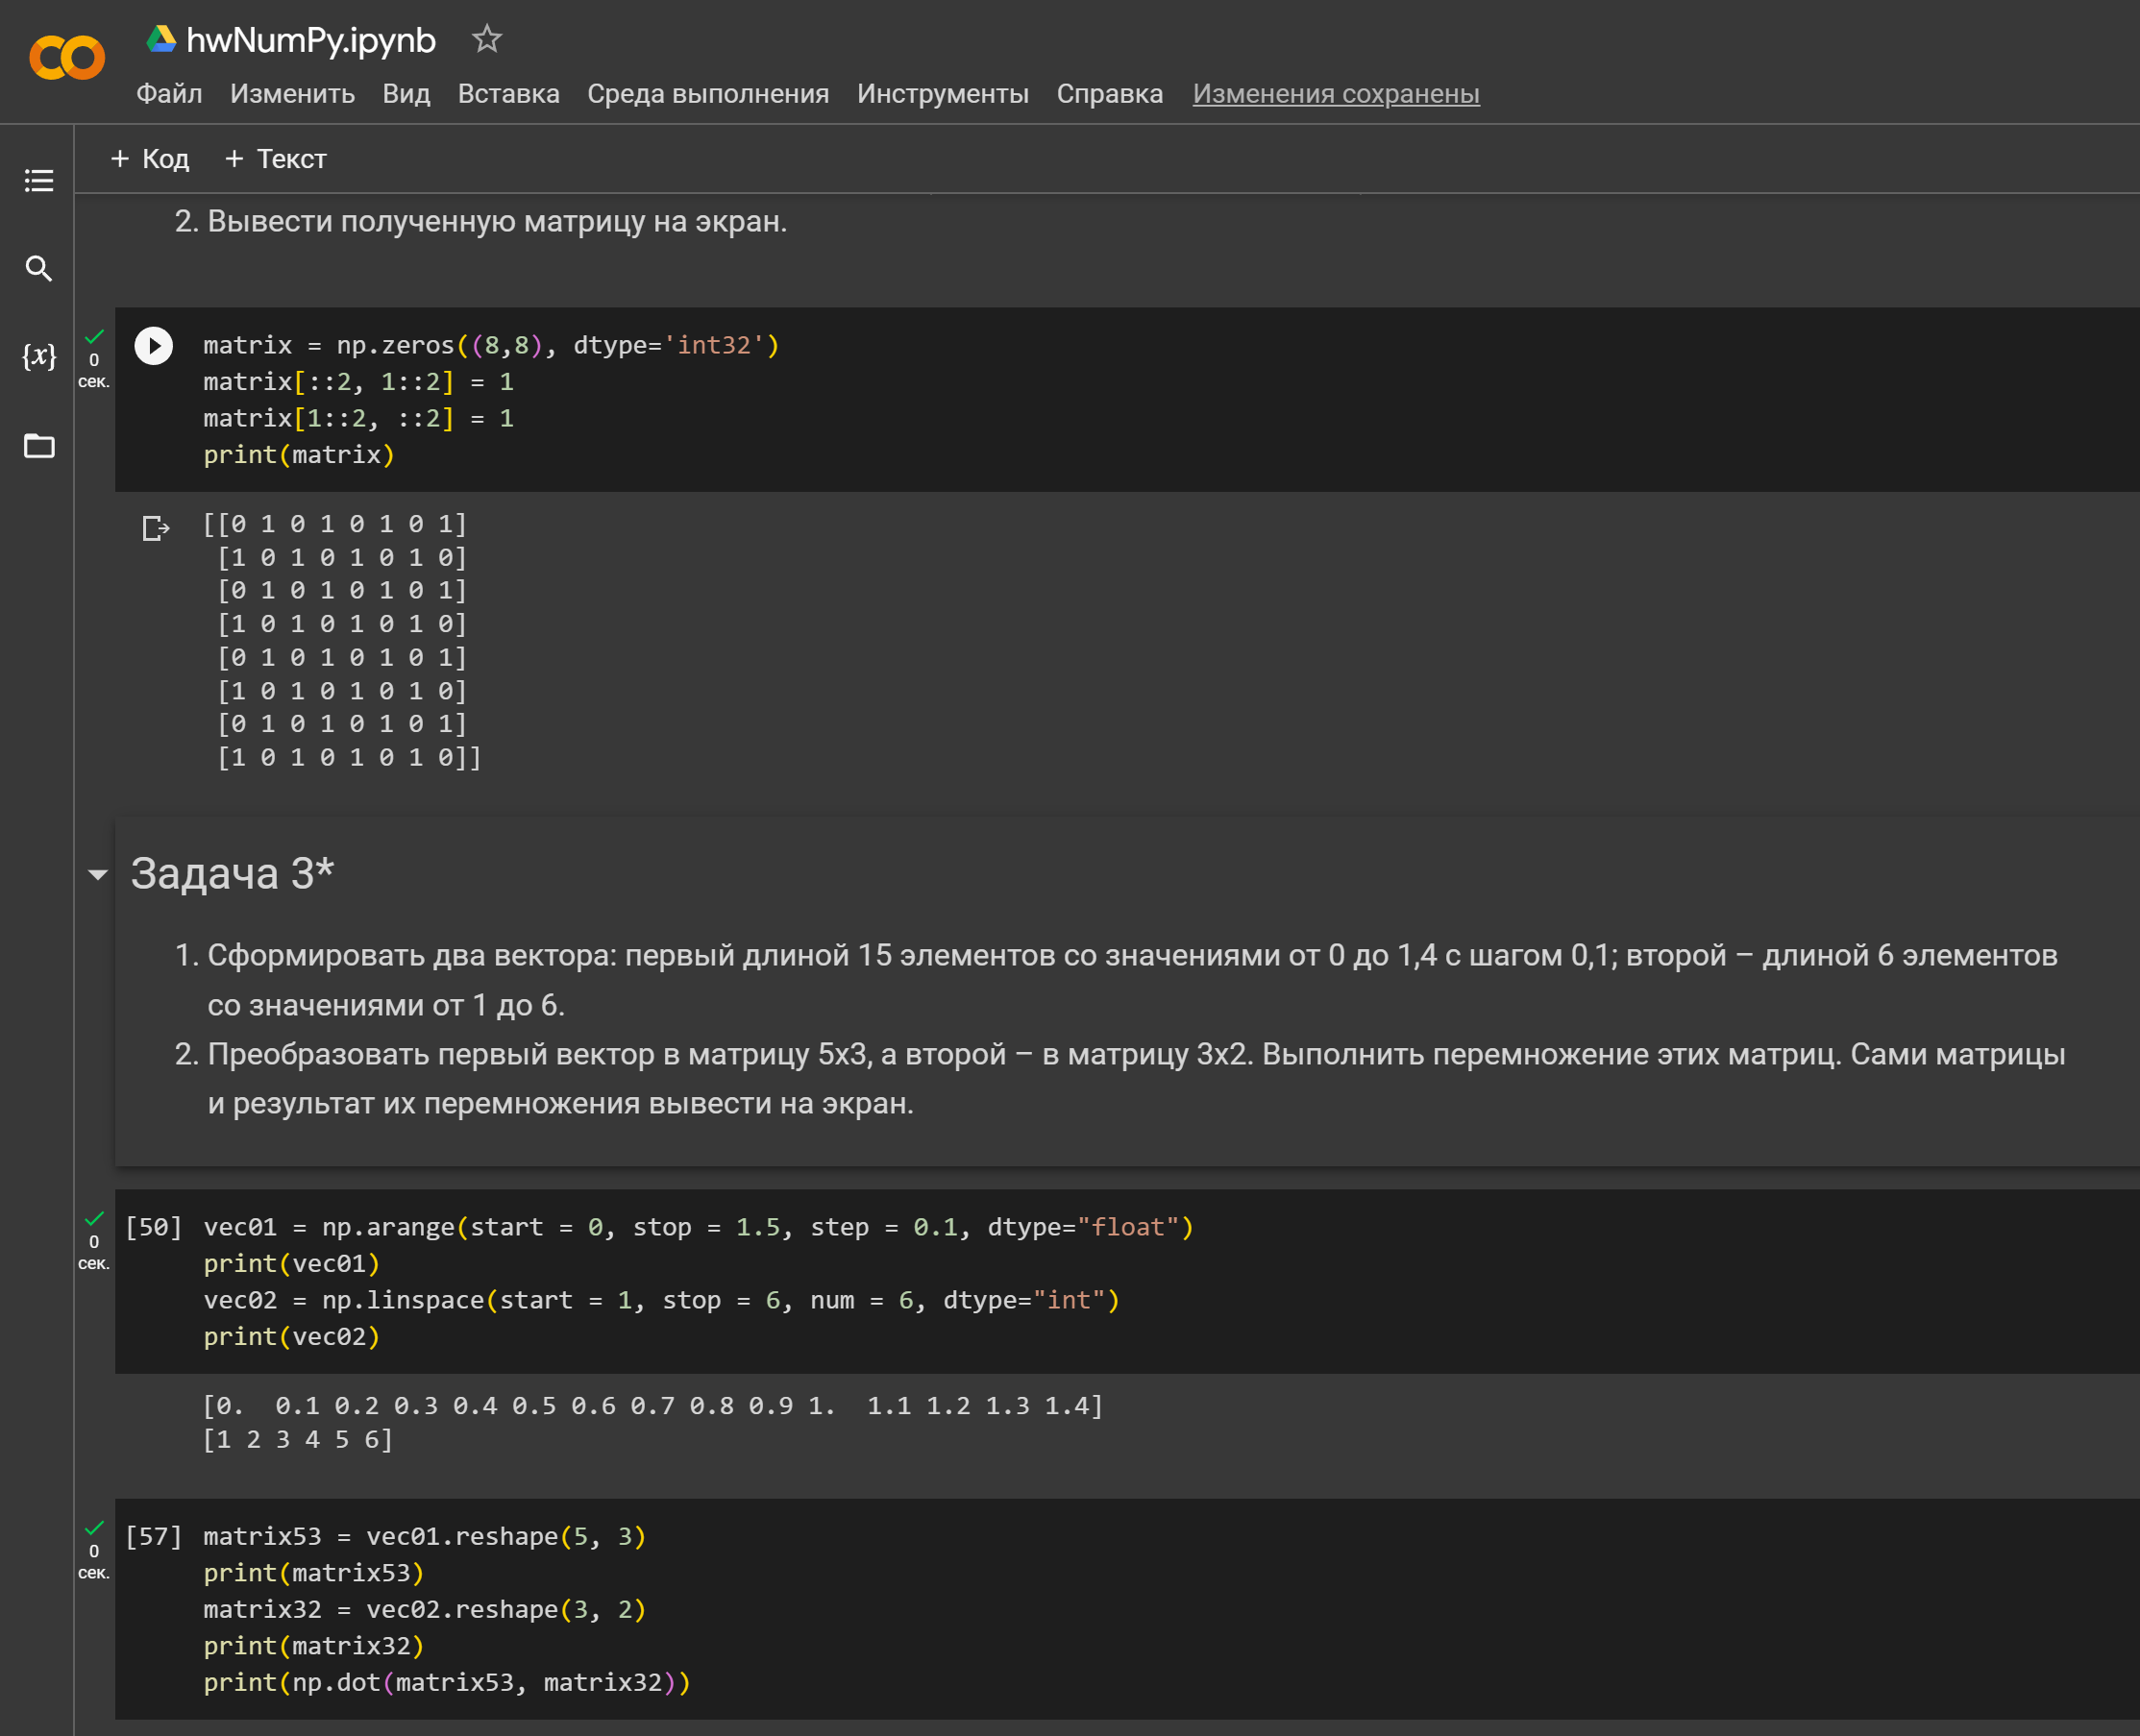 hwNumPy.ipynb
Файл Изменить Вид Вставка Среда выполнения Инструменты Справка Изменения сохранены
+ Код + Текст
2. Вывести полученную матрицу на экран.
{x}
0
сек.
matrix = np.zeros((8,8), dtype='int32')
matrix[::2, 1::2] = 1
matrix[1::2, ::2] = 1
print(matrix)
[[0 1 0 1 0 1 0 1]
[1 0 1 0 1 0 1 0]
[0 1 0 1 0 1 0 1]
[1 0 1 0 1 0 1 0]
[0 1 0 1 0 1 0 1]
[1 0 1 0 1 0 1 0]
[0 1 0 1 0 1 0 1]
[1 0 1 0 1 0 1 0]]
Задача 3*
1. Сформировать два вектора: первый длиной 15 элементов со значениями от 0 до 1,4 с шагом 0,1; второй – длиной 6 элементов
со значениями от 1 до 6.
2. Преобразовать первый вектор в матрицу 5x3, а второй – в матрицу 3x2. Выполнить перемножение этих матриц. Сами матрицы
и результат их перемножения вывести на экран.
0
сек.
[50] vec01 = np.arange(start = 0, stop = 1.5, step = 0.1, dtype="float")
print(vec01)
vec02 = np.linspace(start = 1, stop = 6, num = 6, dtype="int")
print(vec02)
[0.  0.1 0.2 0.3 0.4 0.5 0.6 0.7 0.8 0.9 1.  1.1 1.2 1.3 1.4]
[1 2 3 4 5 6]
0
сек.
[57] matrix53 = vec01.reshape(5, 3)
print(matrix53)
matrix32 = vec02.reshape(3, 2)
print(matrix32)
print(np.dot(matrix53, matrix32))